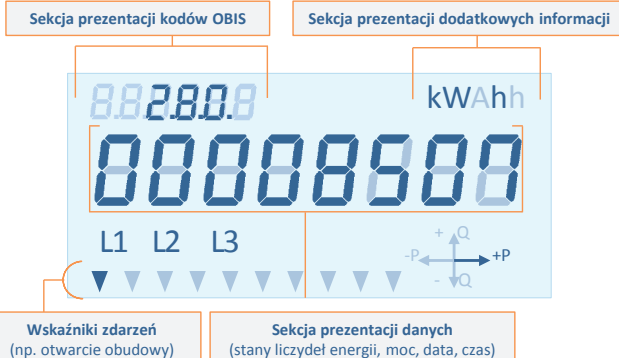 Sekcja prezentacji kodów OBIS
Sekcja prezentacji dodatkowych informacji
2.8.0.
kWAhh
L1 L2 L3
+ Q
-P +P
- Q
Wskaźniki zdarzeń
(np. otwarcie obudowy)
Sekcja prezentacji danych
(stany liczydeł energii, moc, data, czas)